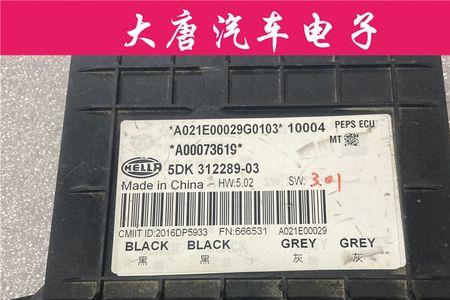 大唐汽车电子
*A021E00029G0103* 10004 PEPS ECU
*A00073619* MT
HELLA 5DK 312289-03
Made in China HW:5.02 SW: 3.01
CMIIT ID:2016DP5933 FN:666531 A021E00029
BLACK BLACK GREY GREY
黑 黑 灰 灰